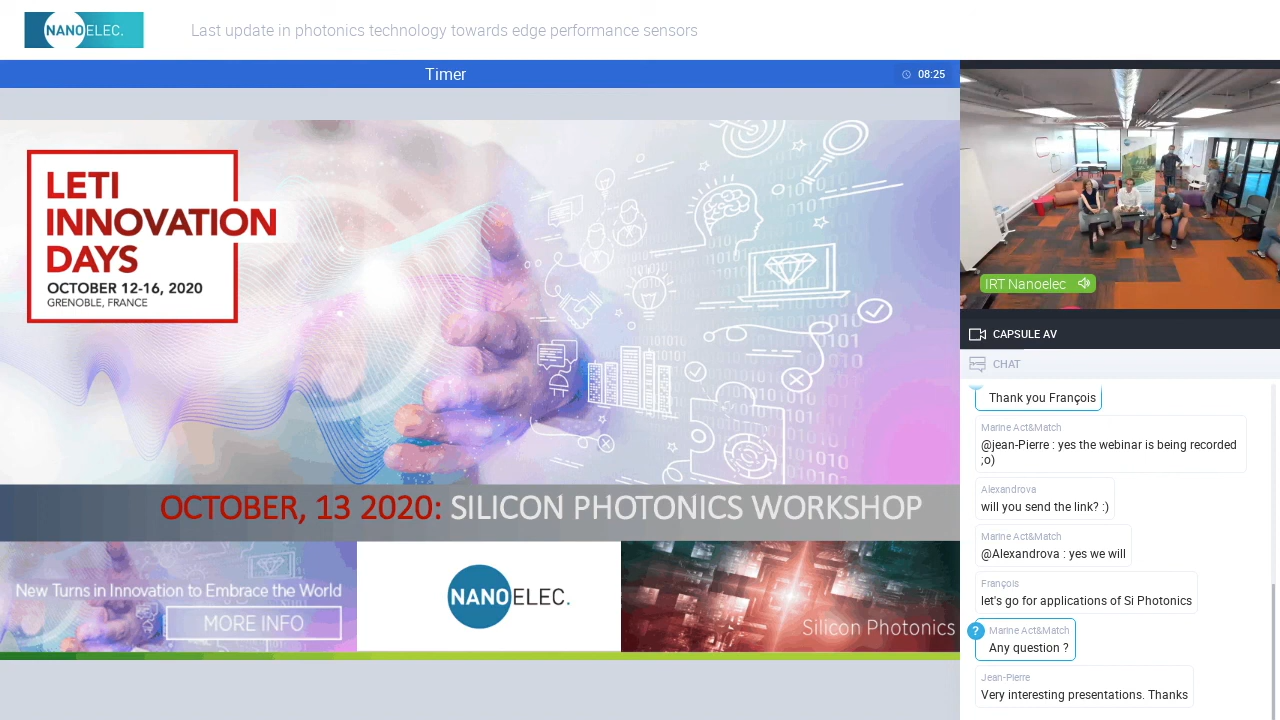 NANOELEC.
Last update in photonics technology towards edge performance sensors
Timer
08:25
LETI
INNOVATION
DAYS
OCTOBER 12-16, 2020
GRENOBLE, FRANCE
OCTOBER, 13 2020: SILICON PHOTONICS WORKSHOP
New Turns in Innovation to Embrace the World
MORE INFO
NANOELEC.
Silicon Photonics
IRT Nanoelec
CAPSULE AV
CHAT
Thank you François
Marine Act&Match
@jean-Pierre : yes the webinar is being recorded
;o)
Alexandrova
will you send the link? :)
Marine Act&Match
@Alexandrova : yes we will
François
let's go for applications of Si Photonics
?
Marine Act&Match
Any question ?
Jean-Pierre
Very interesting presentations. Thanks